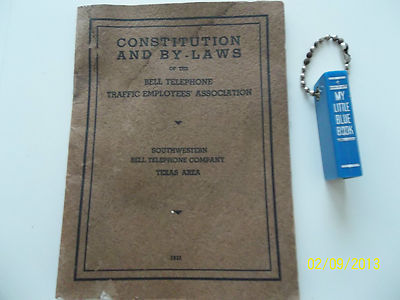 CONSTITUTION
AND BY-LAWS
OF THE
BELL TELEPHONE
TRAFFIC EMPLOYEES' ASSOCIATION
SOUTHWESTERN
BELL TELEPHONE COMPANY
TEXAS AREA
MY
LITTLE
BLUE
BOOK
02/09/2010